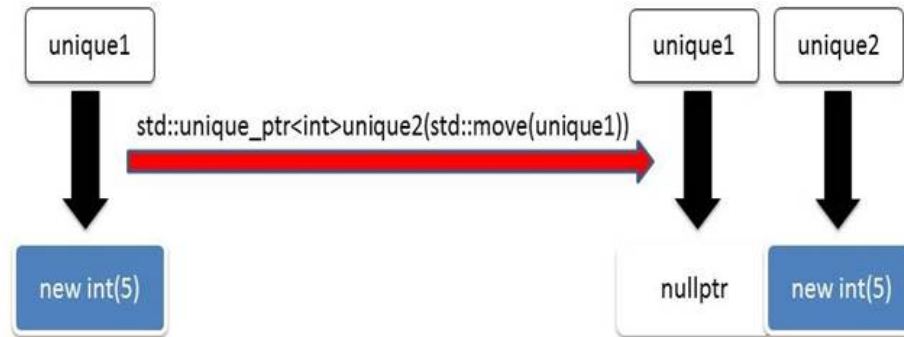 unique1
unique1
unique2
std::unique_ptr<int>unique2(std::move(unique1))
new int(5)
nullptr
new int(5)